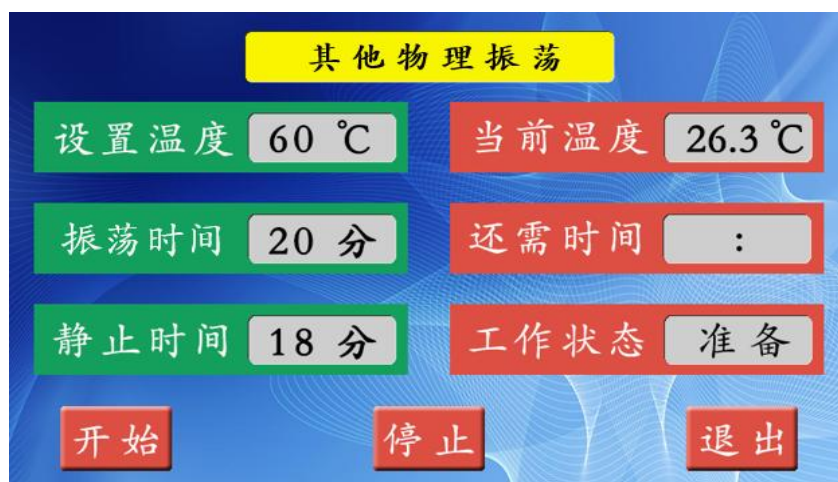 其他物理振荡
设置温度 60 ℃ 当前温度 26.3 ℃
振荡时间 20 分 还需时间 :
静止时间 18 分 工作状态 准备
开始 停止 退出